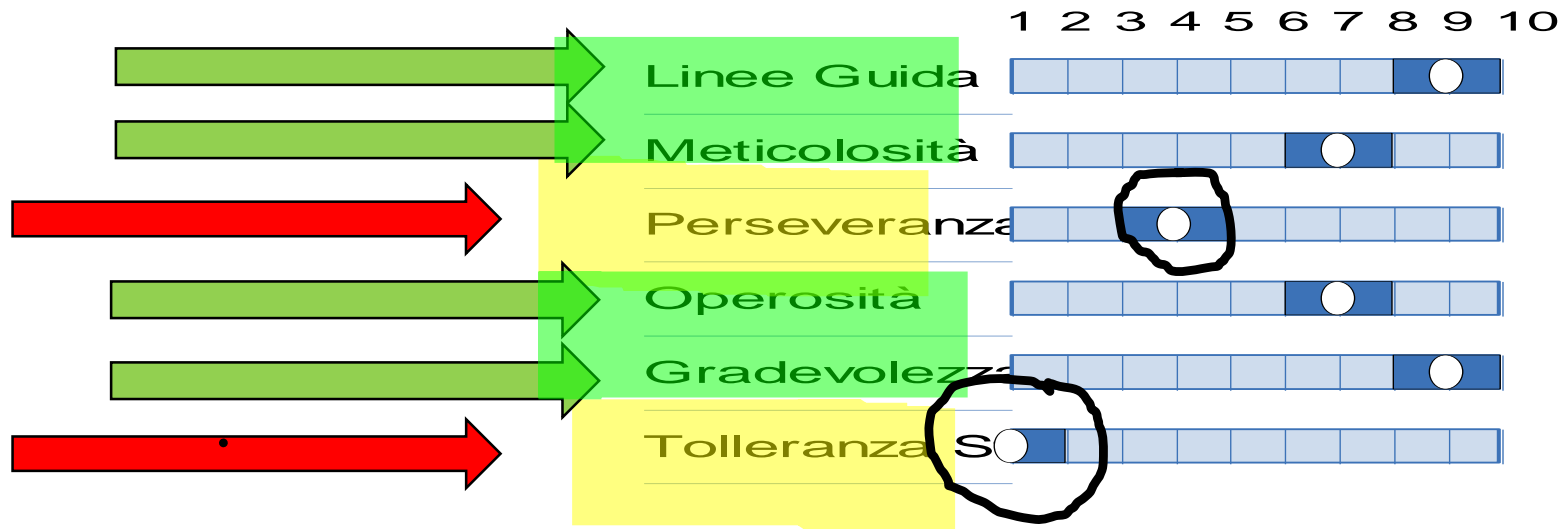 1 2 3 4 5 6 7 8 9 10
Linee Guida
Meticolosità
Perseveranza
Operosità
Gradevolezza
Tolleranza S